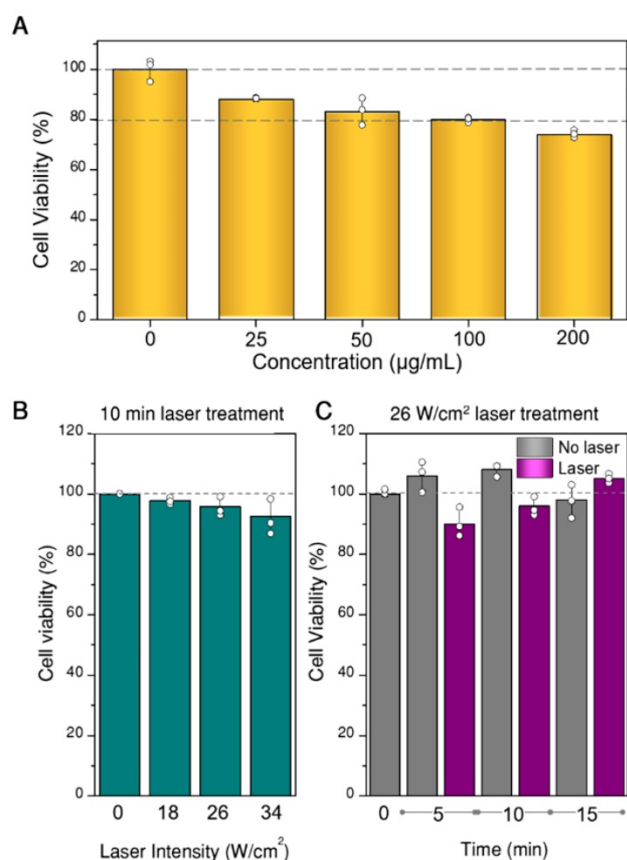 A
Cell Viability (%)
100
80
60
40
20
0
0 25 50 100 200
Concentration (µg/mL)
B 10 min laser treatment
Cell viability (%)
120
100
80
60
40
20
0
0 18 26 34
Laser Intensity (W/cm²)
C 26 W/cm² laser treatment
No laser
Laser
Cell Viability (%)
120
100
80
60
40
20
0
0 5 10 15
Time (min)